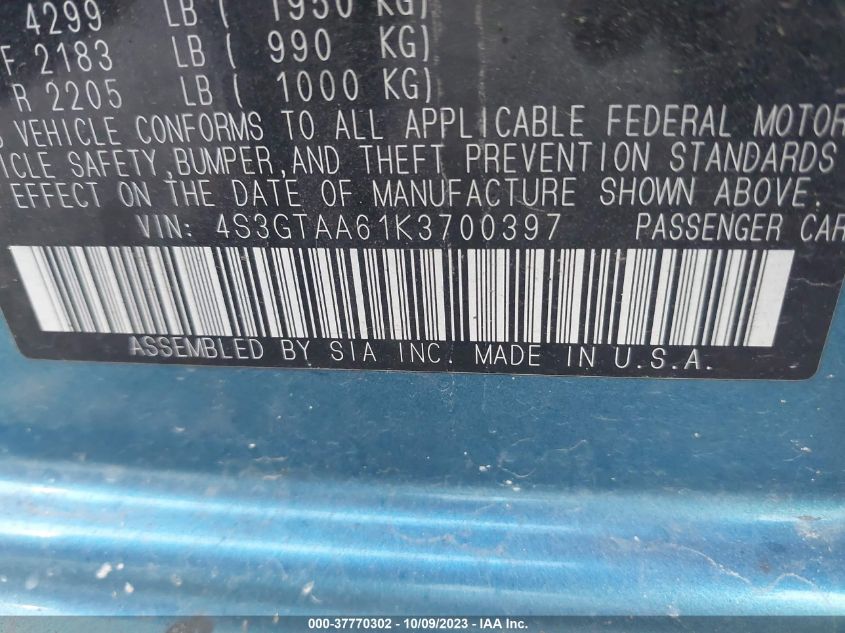 4299 LB ( 1950 KG)
F 2183 LB ( 990 KG)
R 2205 LB ( 1000 KG)
VEHICLE CONFORMS TO ALL APPLICABLE FEDERAL MOTOR
ICLE SAFETY,BUMPER,AND THEFT PREVENTION STANDARDS
EFFECT ON THE DATE OF MANUFACTURE SHOWN ABOVE.
VIN: 4S3GTAA61K3700397 PASSENGER CAR
ASSEMBLED BY SIA INC. MADE IN U.S.A.
000-37770302 - 10/09/2023 - IAA Inc.